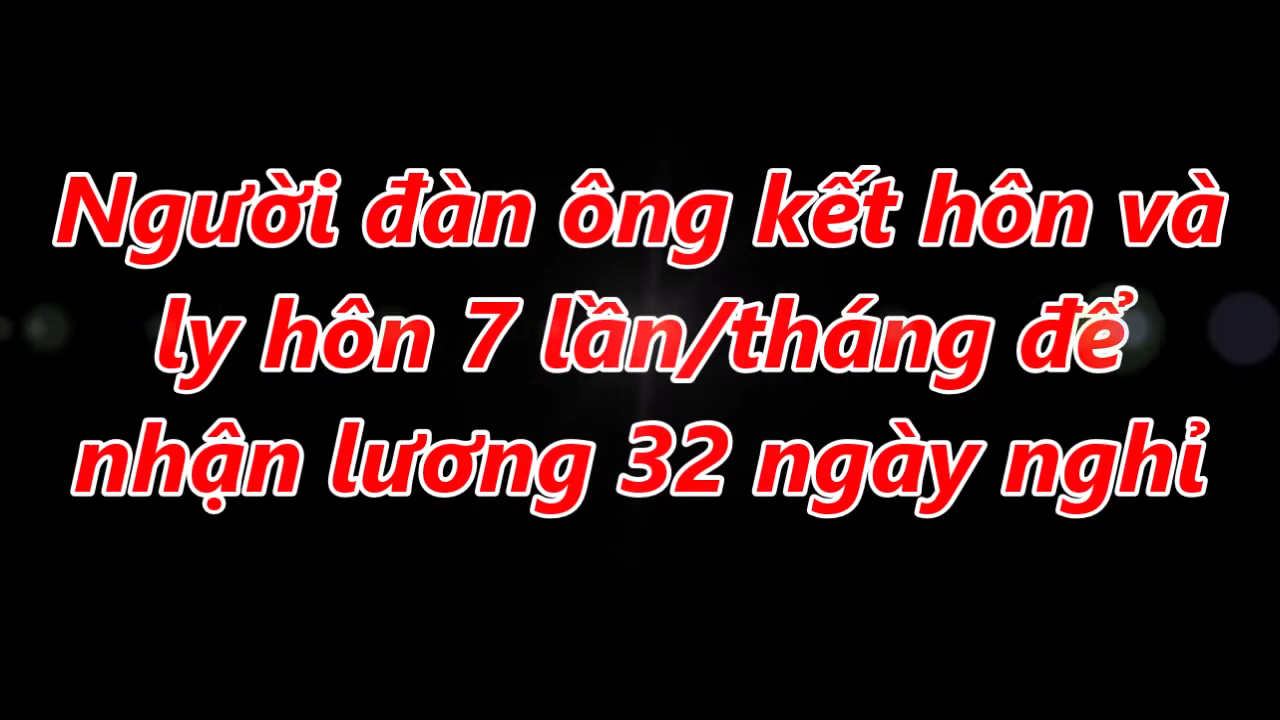 Người đàn ông kết hôn và
ly hôn 7 lần/tháng để
nhận lương 32 ngày nghỉ